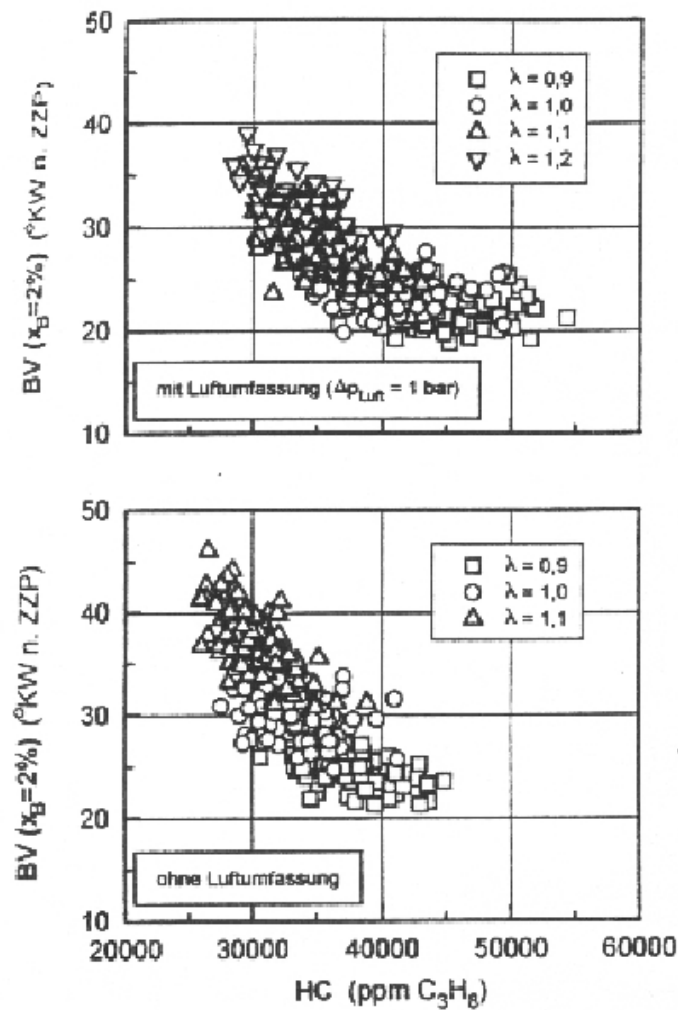 50
40
30
20
10
BV (x_B=2%) (°KW n. ZZP)
λ = 0,9
λ = 1,0
λ = 1,1
λ = 1,2
mit Luftumfassung (Δp_Luft = 1 bar)
50
40
30
20
10
BV (x_B=2%) (°KW n. ZZP)
λ = 0,9
λ = 1,0
λ = 1,1
ohne Luftumfassung
20000 30000 40000 50000 60000
HC (ppm C₃H₈)